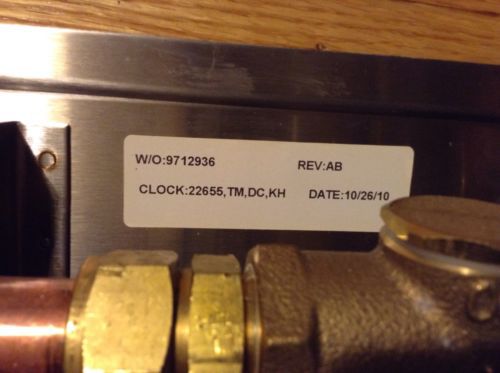 W/O:9712936 REV:AB
CLOCK:22655,TM,DC,KH DATE:10/26/10